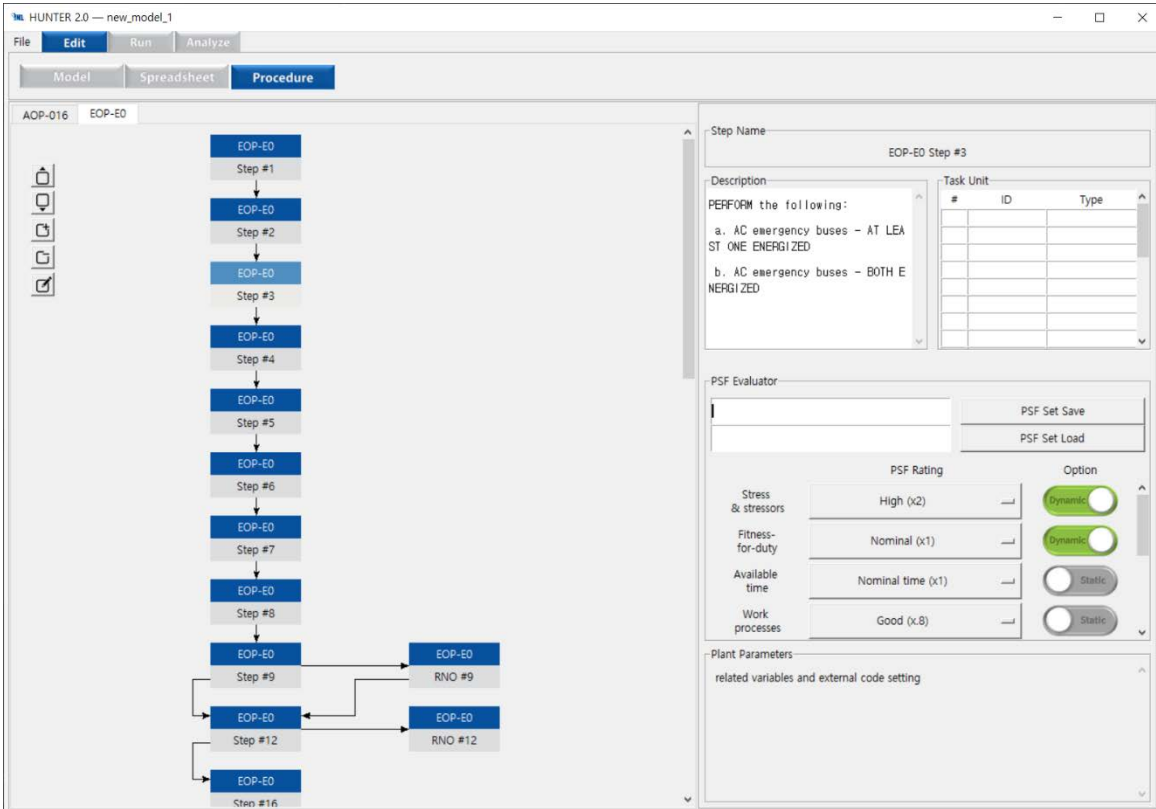 HUNTER 2.0 — new_model_1
File
Edit
Run
Analyze
Model
Spreadsheet
Procedure
AOP-016
EOP-E0
EOP-E0
Step #1
EOP-E0
Step #2
EOP-E0
Step #3
EOP-E0
Step #4
EOP-E0
Step #5
EOP-E0
Step #6
EOP-E0
Step #7
EOP-E0
Step #8
EOP-E0
Step #9
EOP-E0
RNO #9
EOP-E0
Step #12
EOP-E0
RNO #12
EOP-E0
Step #16
Step Name
EOP-E0 Step #3
Description
PERFORM the following:
a. AC emergency buses - AT LEA
ST ONE ENERGIZED
b. AC emergency buses - BOTH E
NERGIZED
Task Unit
# ID Type
PSF Evaluator
PSF Set Save
PSF Set Load
PSF Rating Option
Stress
& stressors
High (x2)
Dynamic
Fitness-
for-duty
Nominal (x1)
Dynamic
Available
time
Nominal time (x1)
Static
Work
processes
Good (x.8)
Static
Plant Parameters
related variables and external code setting